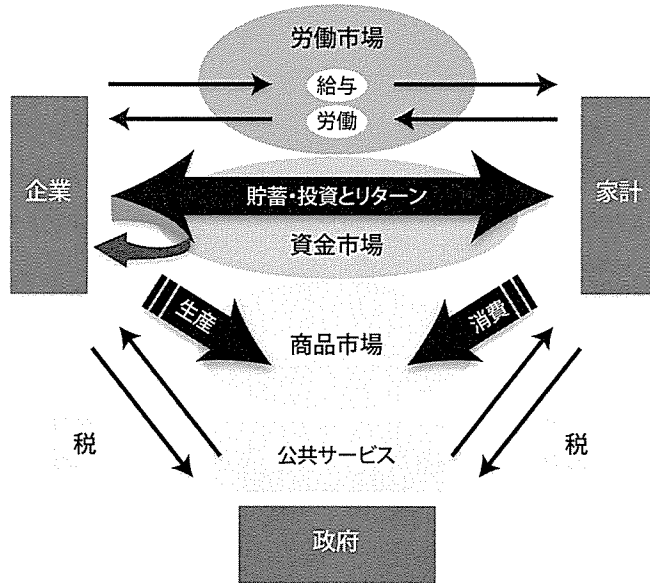 労働市場
給与
労働
企業
貯蓄・投資とリターン
家計
資金市場
生産
消費
商品市場
税
公共サービス
税
政府